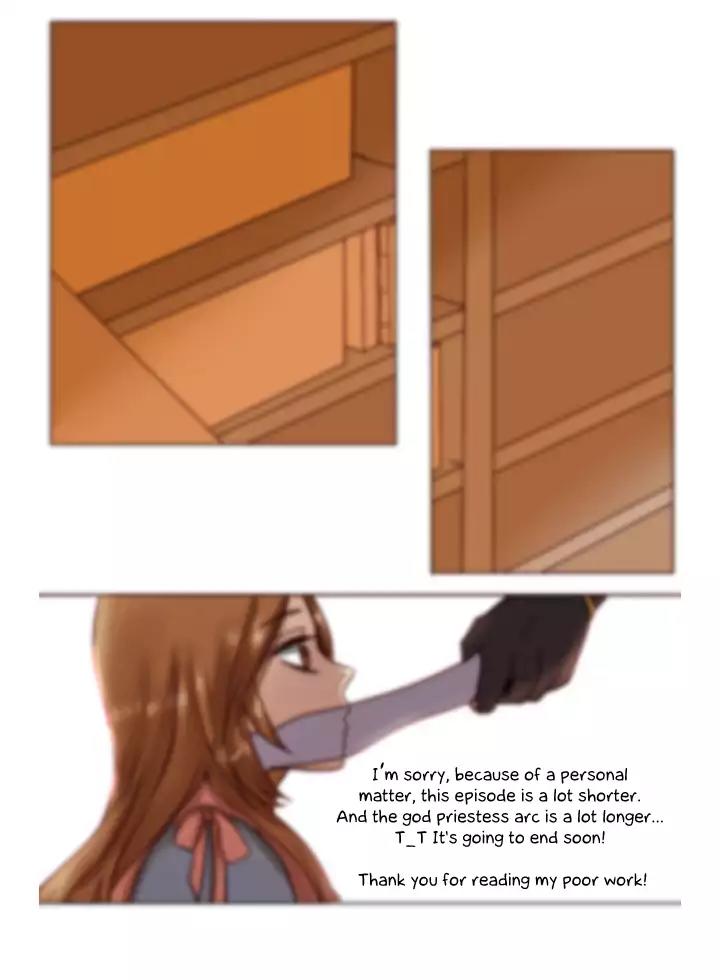 I'm sorry, because of a personal
matter, this episode is a lot shorter.
And the god priestess arc is a lot longer...
T_T It's going to end soon!
Thank you for reading my poor work!